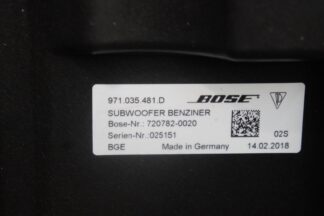 971.035.481.D BOSE
SUBWOOFER BENZINER
Bose-Nr.: 720782-0020
Serien-Nr.:025151 02S
BGE Made in Germany 14.02.2018